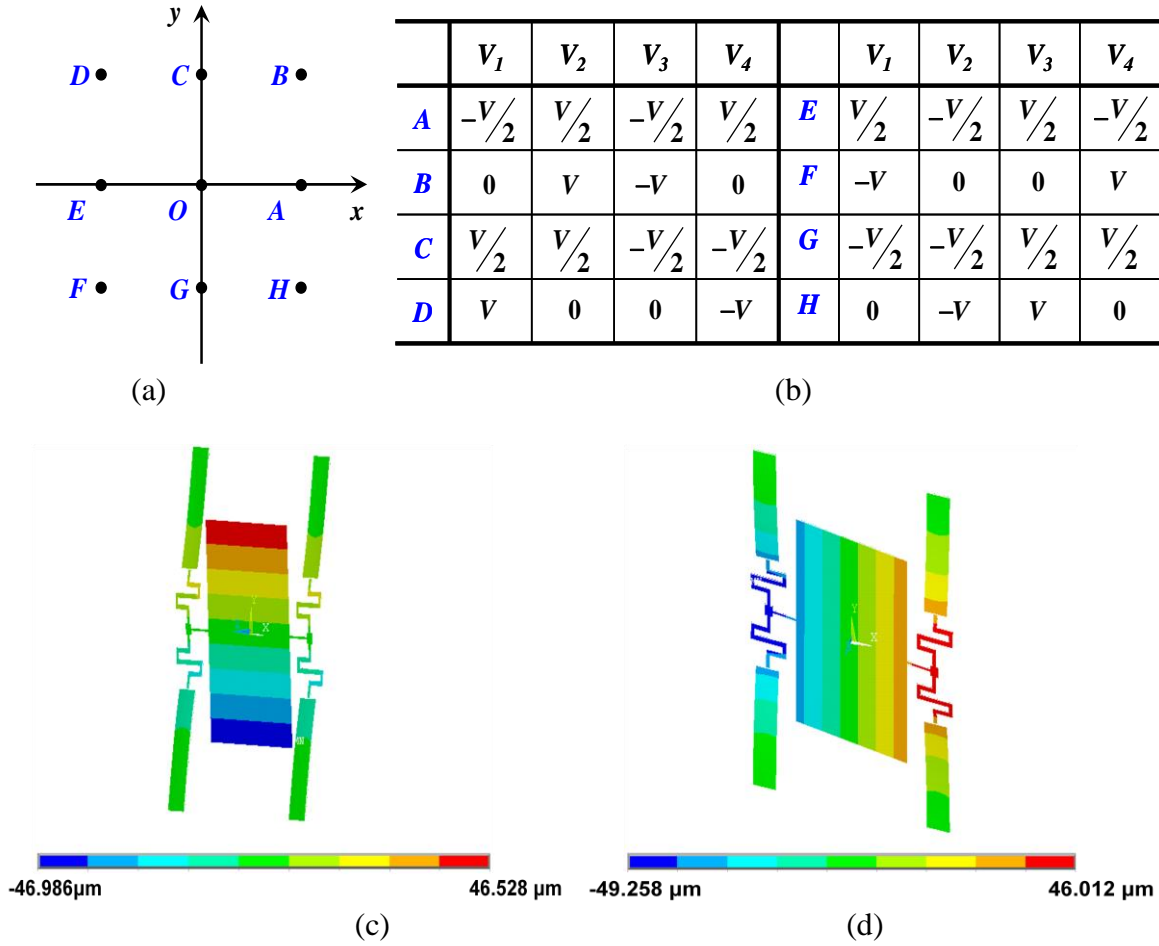 y
D C B
E O A x
F G H
(a)
V1 V2 V3 V4 V1 V2 V3 V4
A -V/2 V/2 -V/2 V/2 E V/2 -V/2 V/2 -V/2
B 0 V -V 0 F -V 0 0 V
C V/2 V/2 -V/2 -V/2 G -V/2 -V/2 V/2 V/2
D V 0 0 -V H 0 -V V 0
(b)
Y
X
MN
-46.986μm 46.528 μm
(c)
Y
X
-49.258 μm 46.012 μm
(d)